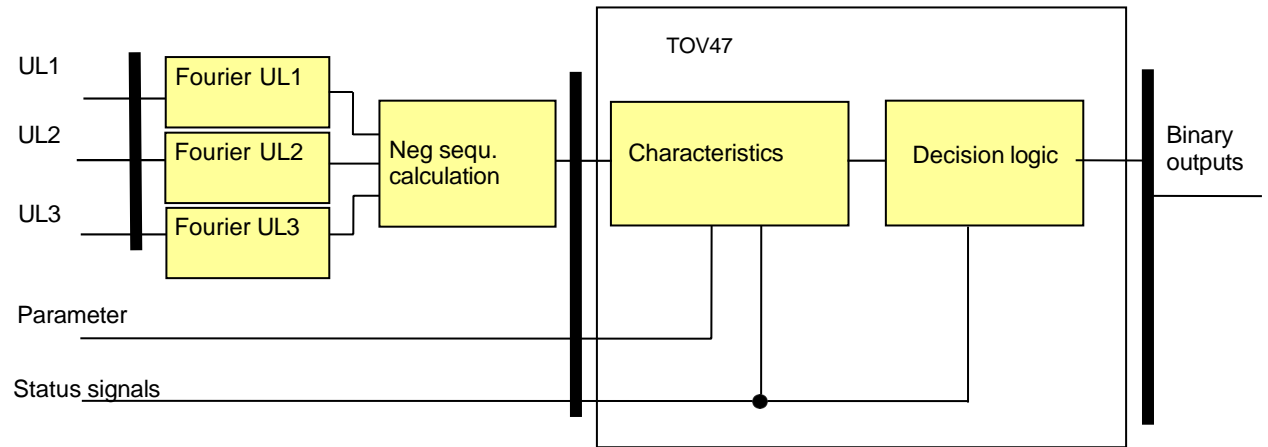 TOV47
UL1
Fourier UL1
UL2
Fourier UL2
UL3
Fourier UL3
Neg sequ.
calculation
Characteristics
Decision logic
Binary
outputs
Parameter
Status signals